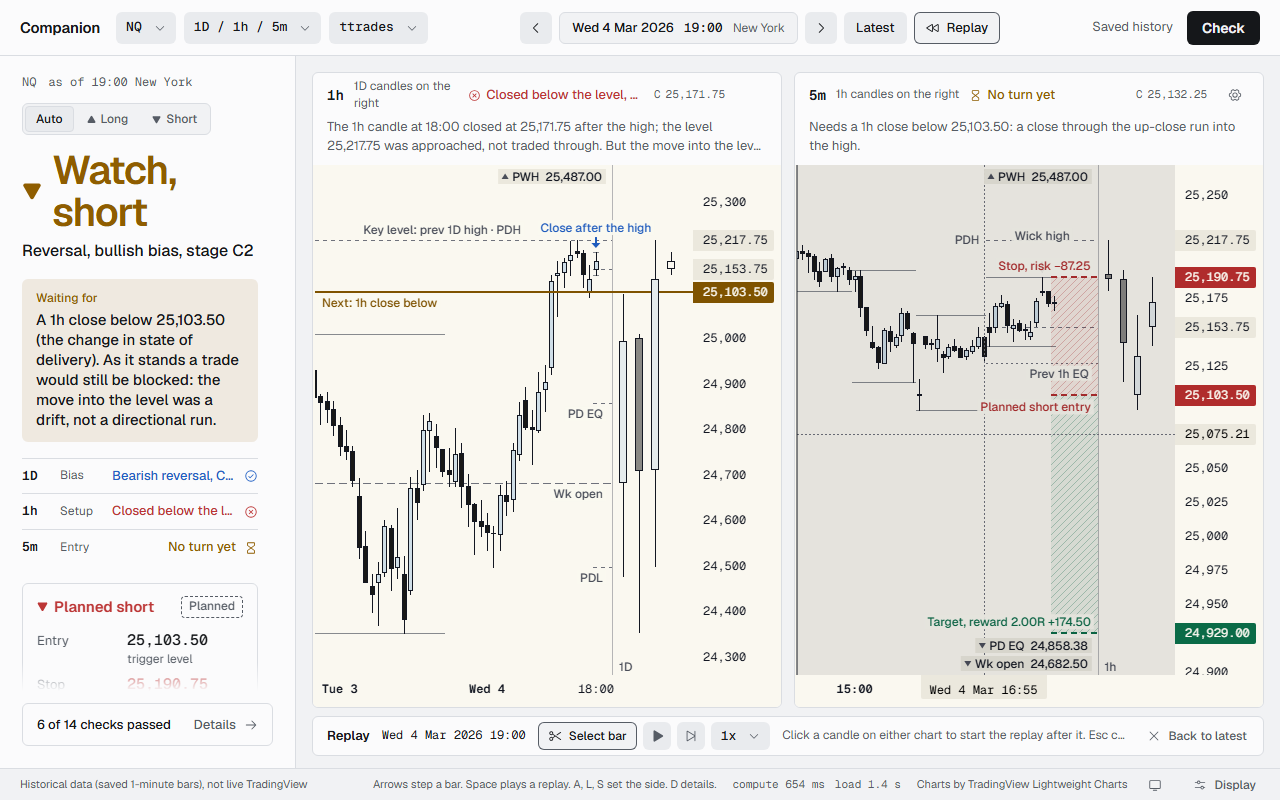 Companion
NQ
1D / 1h / 5m
ttrades
Wed 4 Mar 2026 19:00 New York
Latest
Replay
Saved history
Check
NQ as of 19:00 New York
Auto
Long
Short
Watch,
short
Reversal, bullish bias, stage C2
Waiting for
A 1h close below 25,103.50
(the change in state of
delivery). As it stands a trade
would still be blocked: the
move into the level was a
drift, not a directional run.
1D Bias Bearish reversal, C…
1h Setup Closed below the l…
5m Entry No turn yet
Planned short
Planned
Entry 25,103.50
trigger level
Stop 25,190.75
6 of 14 checks passed
Details
1h
1D candles on the
right
Closed below the level, …
C 25,171.75
The 1h candle at 18:00 closed at 25,171.75 after the high; the level
25,217.75 was approached, not traded through. But the move into the lev…
PWH 25,487.00
Key level: prev 1D high · PDH
Close after the high
Next: 1h close below
PD EQ
Wk open
PDL
1D
25,300
25,217.75
25,153.75
25,103.50
25,000
24,900
24,800
24,700
24,600
24,500
24,400
24,300
Tue 3
Wed 4
18:00
5m
1h candles on the right
No turn yet
C 25,132.25
Needs a 1h close below 25,103.50: a close through the up-close run into
the high.
PWH 25,487.00
PDH
Wick high
Stop, risk −87.25
Prev 1h EQ
Planned short entry
Target, reward 2.00R +174.50
PD EQ 24,858.38
Wk open 24,682.50
1h
25,250
25,217.75
25,190.75
25,175
25,153.75
25,125
25,103.50
25,075.21
25,050
25,025
25,000
24,975
24,950
24,929.00
24,900
15:00
Wed 4 Mar 16:55
Replay
Wed 4 Mar 2026 19:00
Select bar
1x
Click a candle on either chart to start the replay after it. Esc c…
Back to latest
Historical data (saved 1-minute bars), not live TradingView
Arrows step a bar. Space plays a replay. A, L, S set the side. D details.
compute 654 ms load 1.4 s
Charts by TradingView Lightweight Charts
Display